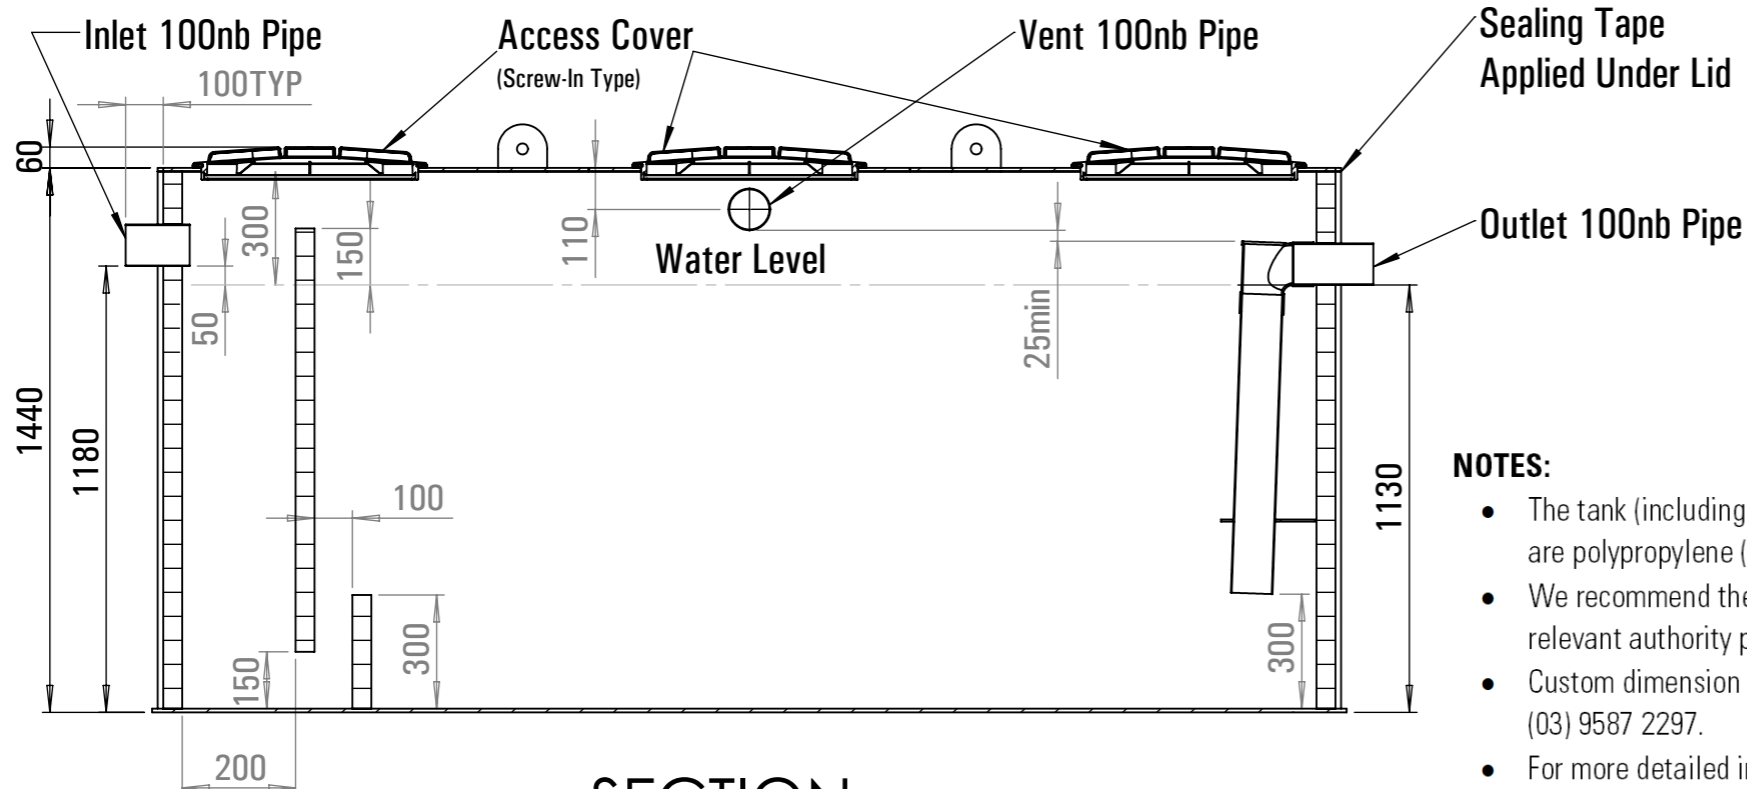 Inlet 100nb Pipe
Access Cover
(Screw-In Type)
Vent 100nb Pipe
Sealing Tape
Applied Under Lid
100TYP
60
300
150
110
Water Level
Outlet 100nb Pipe
50
25min
1440
1180
100
1130
150
300
300
200
SECTION
NOTES:
• The tank (including
are polypropylene (
• We recommend the
relevant authority p
• Custom dimension
(03) 9587 2297.
• For more detailed in